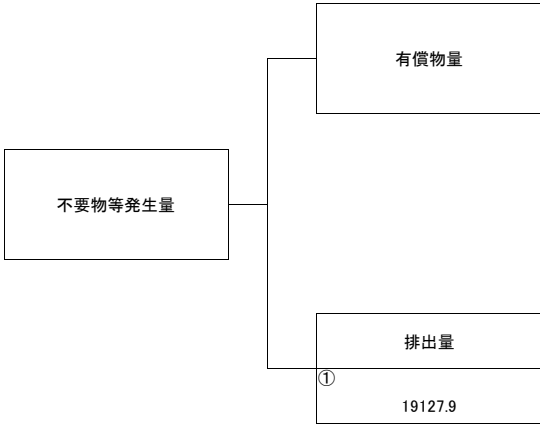 有償物量
不要物等発生量
排出量
①
19127.9